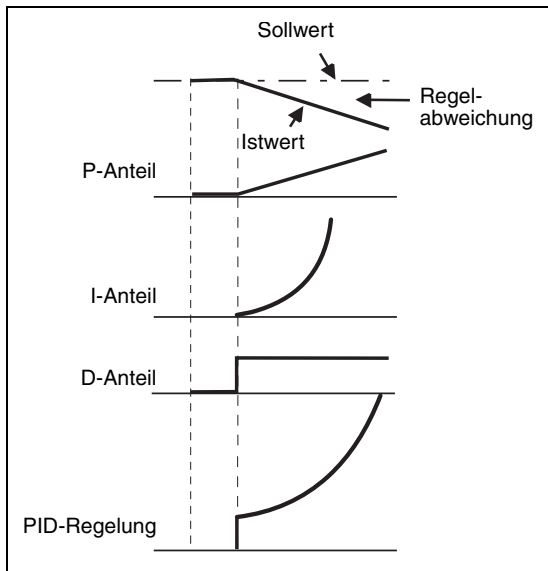 Sollwert
Regel-
abweichung
Istwert
P-Anteil
I-Anteil
D-Anteil
PID-Regelung